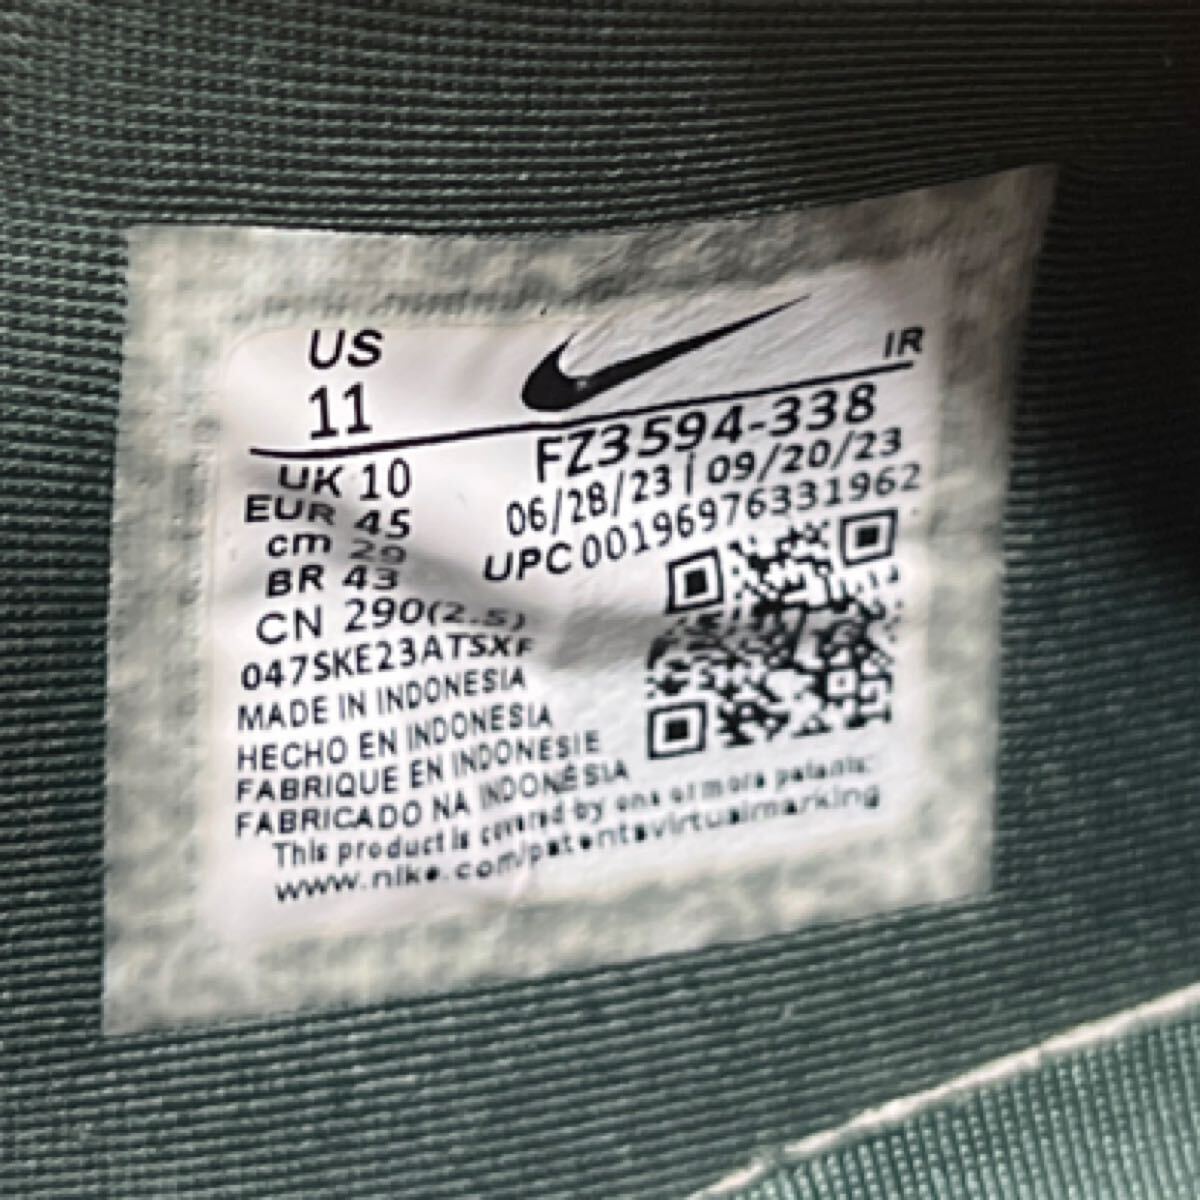 US
11
IR
UK 10
EUR 45
cm 29
BR 43
CN 290(2.5)
FZ3594-338
06/28/23 | 09/20/23
UPC 00196976331962
047SKE23ATSXF
MADE IN INDONESIA
HECHO EN INDONESIA
FABRIQUE EN INDONESIE
FABRICADO NA INDONÉSIA
This product is covered by one or more patents:
www.nike.com/patentsvirtualmarking